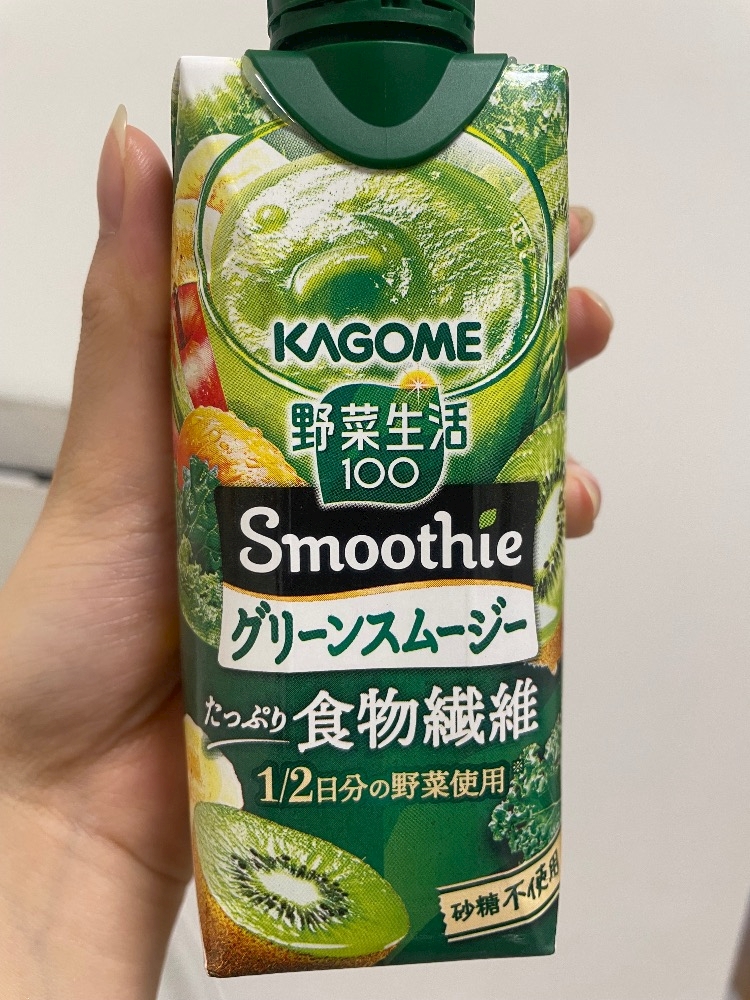 KAGOME
野菜生活
100
Smoothie
グリーンスムージー
たっぷり食物繊維
1/2日分の野菜使用※
砂糖不使用